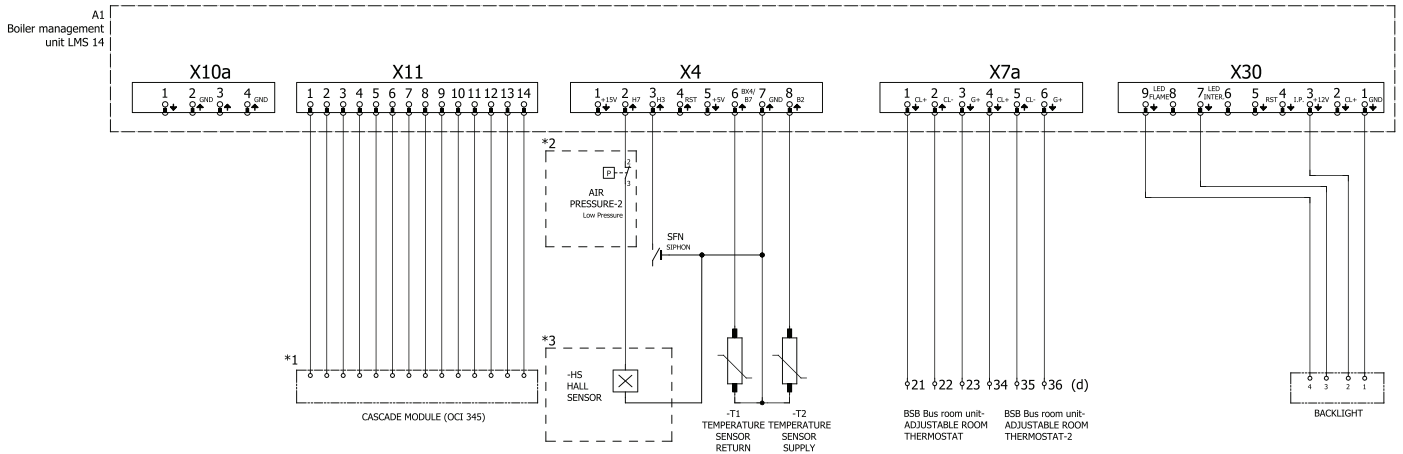 A1
Boiler management
unit LMS 14
X10a
X11
X4
X7a
X30
1 2 GND 3 4 GND
1 2 3 4 5 6 7 8 9 10 11 12 13 14
1 +15V 2 H7 3 H3 4 RST 5 +5V 6 BX4/ B7 7 GND 8 B2
1 CL+ 2 CL- 3 G+ 4 CL+ 5 CL- 6 G+
9 LED FLAME 8 7 LED INTER. 6 5 RST 4 I.P. 3 +12V 2 CL+ 1 GND
*2
2
P
3
AIR
PRESSURE-2
Low Pressure
SFN
SIPHON
*1
CASCADE MODULE (OCI 345)
*3
-HS
HALL
SENSOR
-T1
TEMPERATURE
SENSOR
RETURN
-T2
TEMPERATURE
SENSOR
SUPPLY
21 22 23 34 35 36 (d)
BSB Bus room unit-
ADJUSTABLE ROOM
THERMOSTAT
BSB Bus room unit-
ADJUSTABLE ROOM
THERMOSTAT-2
4 3 2 1
BACKLIGHT